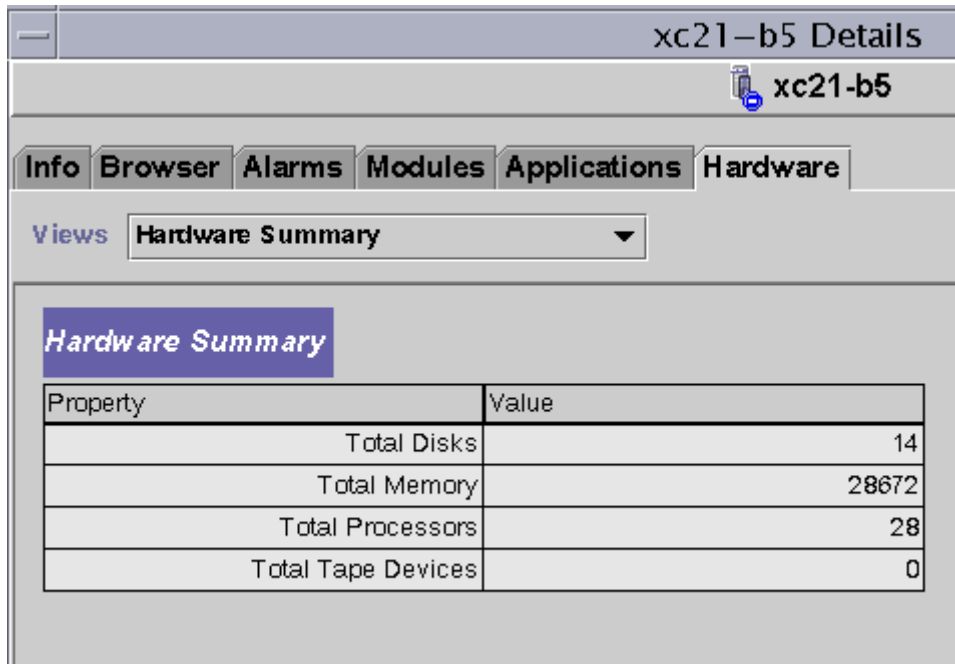 xc21–b5 Details
xc21-b5
Info Browser Alarms Modules Applications Hardware
Views Hardware Summary
Hardware Summary
Property Value
Total Disks 14
Total Memory 28672
Total Processors 28
Total Tape Devices 0